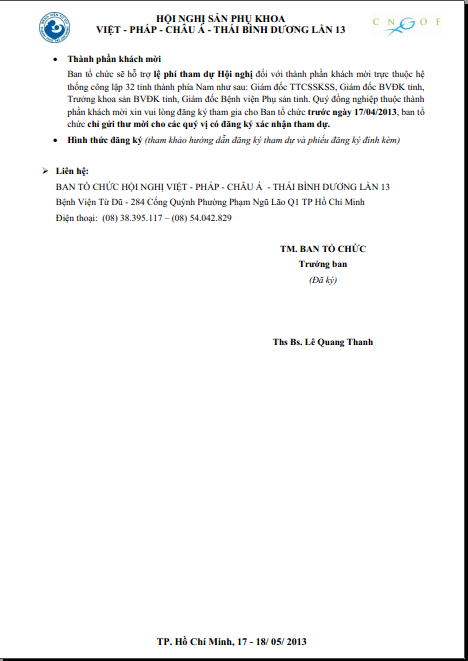 HỘI NGHỊ SẢN PHỤ KHOA
VIỆT - PHÁP - CHÂU Á - THÁI BÌNH DƯƠNG LẦN 13
CNGOF
• Thành phần khách mời
Ban tổ chức sẽ hỗ trợ lệ phí tham dự Hội nghị đối với thành phần khách mời trực thuộc hệ
thống công lập 32 tỉnh thành phía Nam như sau: Giám đốc TTCSSKSS, Giám đốc BVĐK tỉnh,
Trưởng khoa sản BVĐK tỉnh, Giám đốc Bệnh viện Phụ sản tỉnh. Quý đồng nghiệp thuộc thành
phần khách mời xin vui lòng đăng ký tham gia cho Ban tổ chức trước ngày 17/04/2013, ban tổ
chức chỉ gửi thư mời cho các quý vị có đăng ký xác nhận tham dự.
• Hình thức đăng ký (tham khảo hướng dẫn đăng ký tham dự và phiếu đăng ký đính kèm)
➢ Liên hệ:
BAN TỔ CHỨC HỘI NGHỊ VIỆT - PHÁP - CHÂU Á - THÁI BÌNH DƯƠNG LẦN 13
Bệnh Viện Từ Dũ - 284 Cống Quỳnh Phường Phạm Ngũ Lão Q1 TP Hồ Chí Minh
Điện thoại: (08) 38.395.117 – (08) 54.042.829
TM. BAN TỔ CHỨC
Trưởng ban
(Đã ký)
Ths Bs. Lê Quang Thanh
TP. Hồ Chí Minh, 17 - 18/ 05/ 2013